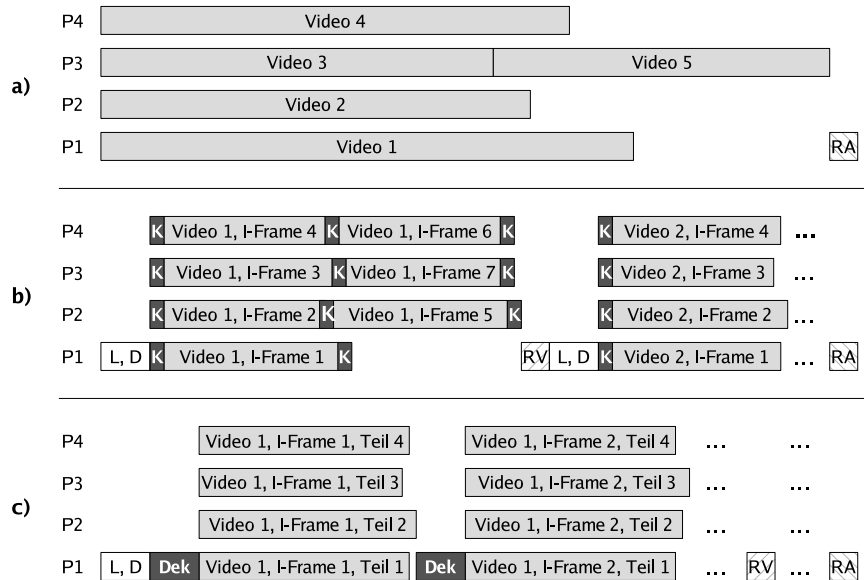 P4 Video 4
a) P3 Video 3 Video 5
P2 Video 2
P1 Video 1 RA
b) P4 K Video 1, I-Frame 4 K Video 1, I-Frame 6 K K Video 2, I-Frame 4 ...
P3 K Video 1, I-Frame 3 K Video 1, I-Frame 7 K K Video 2, I-Frame 3 ...
P2 K Video 1, I-Frame 2 K Video 1, I-Frame 5 K K Video 2, I-Frame 2 ...
P1 L, D K Video 1, I-Frame 1 K RV L, D K Video 2, I-Frame 1 ... RA
c) P4 Video 1, I-Frame 1, Teil 4 Video 1, I-Frame 2, Teil 4 ... ...
P3 Video 1, I-Frame 1, Teil 3 Video 1, I-Frame 2, Teil 3 ... ...
P2 Video 1, I-Frame 1, Teil 2 Video 1, I-Frame 2, Teil 2 ... ...
P1 L, D Dek Video 1, I-Frame 1, Teil 1 Dek Video 1, I-Frame 2, Teil 1 ... RV ... RA